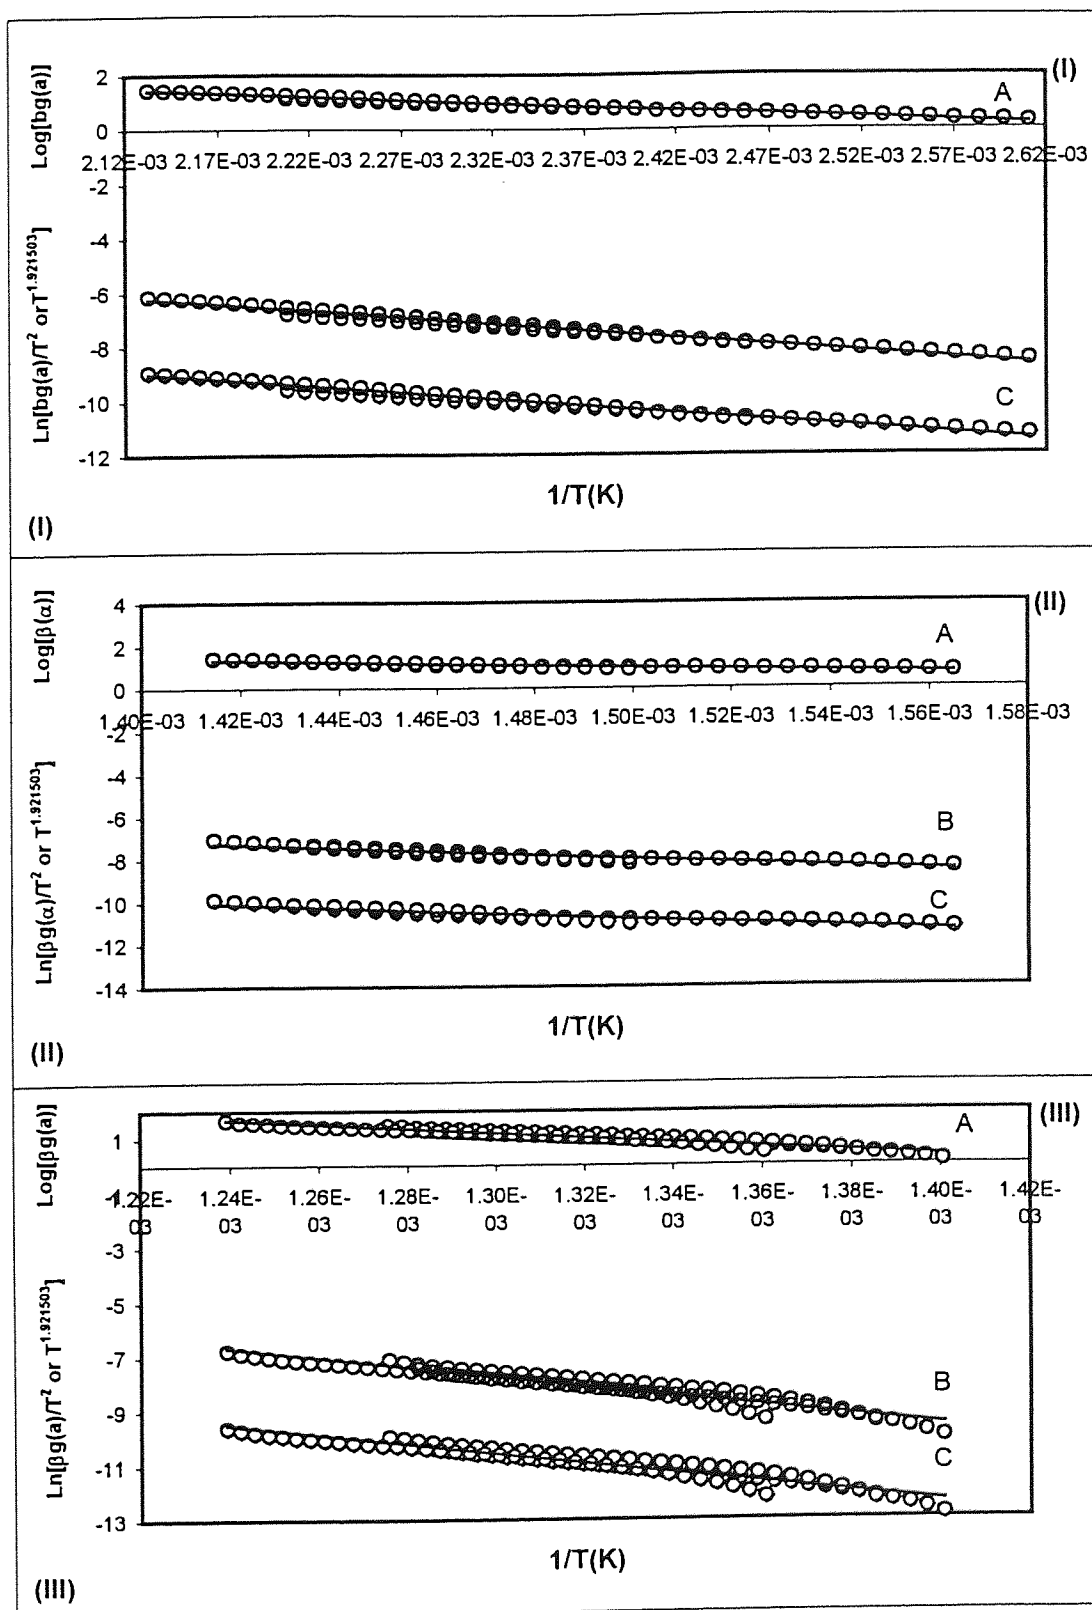 (I)
Log[bg(a)]
2
A
0
2.12E-03 2.17E-03 2.22E-03 2.27E-03 2.32E-03 2.37E-03 2.42E-03 2.47E-03 2.52E-03 2.57E-03 2.62E-03
-2
-4
Ln[bg(a)/T² or T^1.921503]
-6
-8
C
-10
-12
1/T(K)
(I)
(II)
Log[β(α)]
4
A
2
0
1.40E-03 1.42E-03 1.44E-03 1.46E-03 1.48E-03 1.50E-03 1.52E-03 1.54E-03 1.56E-03 1.58E-03
-2
-4
Ln[βg(α)/T² or T^1.921503]
-6
B
-8
C
-10
-12
-14
1/T(K)
(II)
(III)
Log[βg(a)]
A
1
-1
1.22E-03 1.24E-03 1.26E-03 1.28E-03 1.30E-03 1.32E-03 1.34E-03 1.36E-03 1.38E-03 1.40E-03 1.42E-03
-3
-5
Ln[βg(a)/T² or T^1.921503]
-7
B
-9
C
-11
-13
1/T(K)
(III)